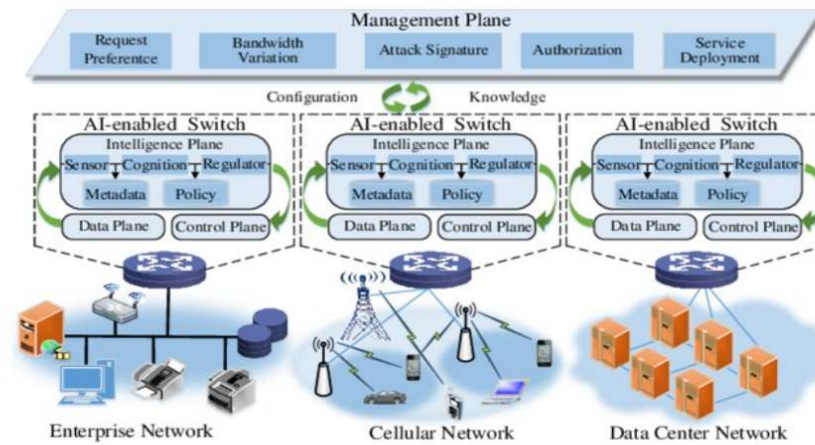 Management Plane
Request Preferentce
Bandwidth Variation
Attack Signature
Authorization
Service Deployment
Configuration
Knowledge
AI-enabled Switch
Intelligence Plane
Sensor Cognition Regulator
Metadata
Policy
Data Plane
Control Plane
AI-enabled Switch
Intelligence Plane
Sensor Cognition Regulator
Metadata
Policy
Data Plane
Control Plane
AI-enabled Switch
Intelligence Plane
Sensor Cognition Regulator
Metadata
Policy
Data Plane
Control Plane
Enterprise Network
Cellular Network
Data Center Network